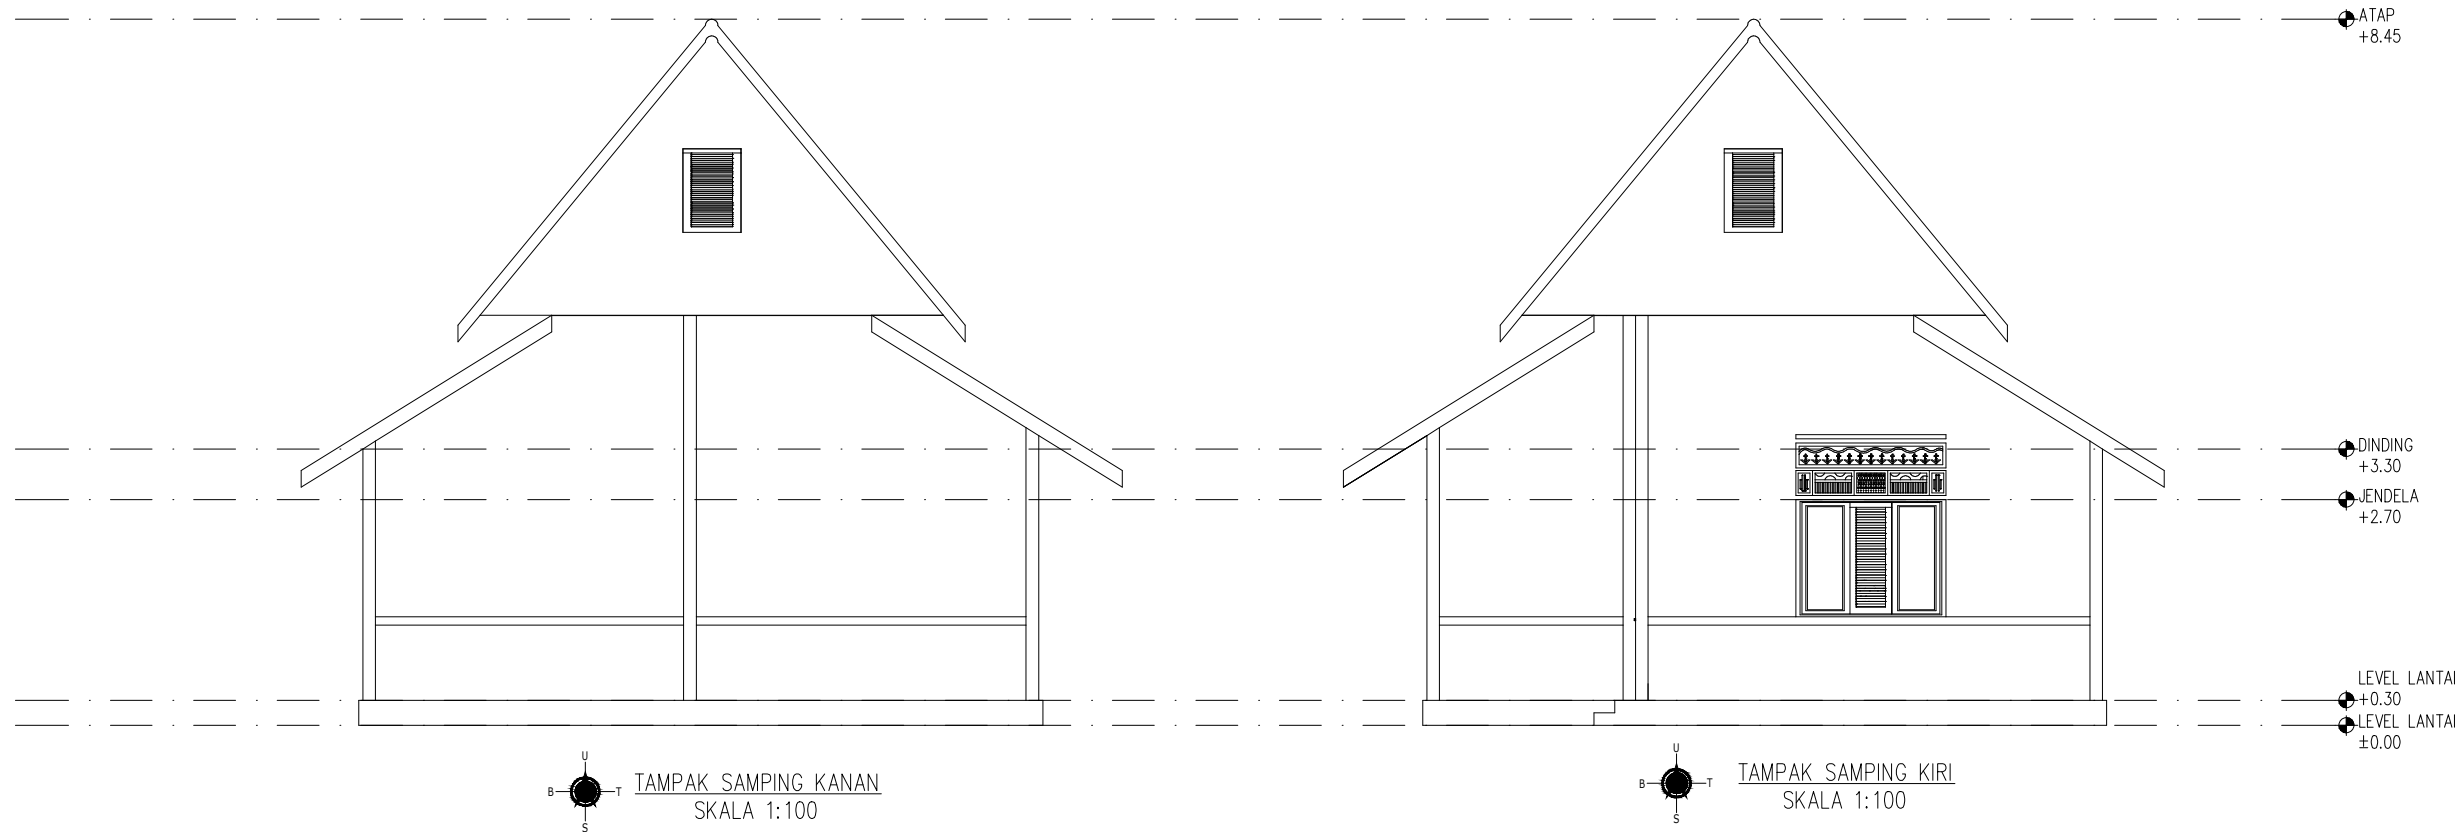 ATAP
+8.45
DINDING
+3.30
JENDELA
+2.70
LEVEL LANTAI
+0.30
LEVEL LANTAI
±0.00
U
B T
S
TAMPAK SAMPING KANAN
SKALA 1:100
U
B T
S
TAMPAK SAMPING KIRI
SKALA 1:100